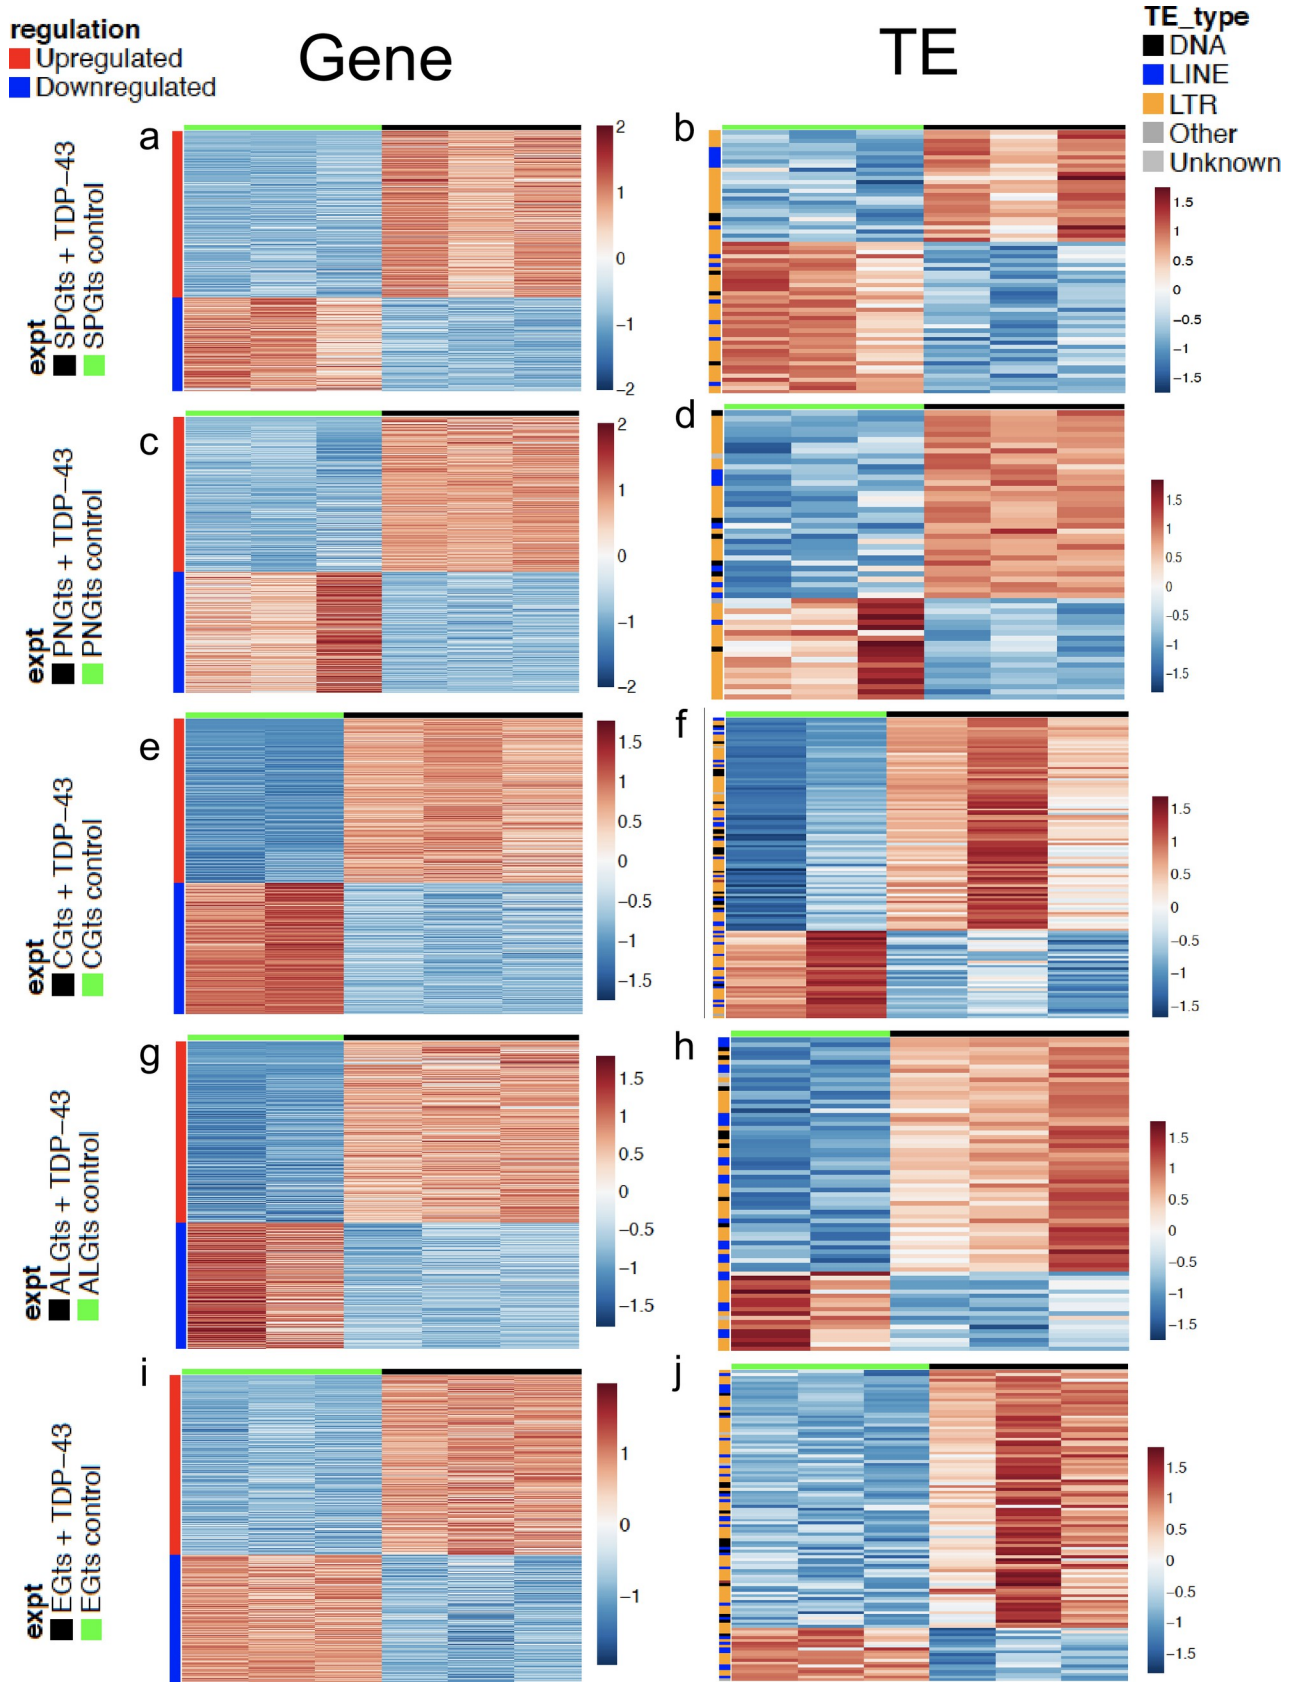 regulation
Upregulated
Downregulated
Gene
TE
TE_type
DNA
LINE
LTR
Other
Unknown
expt
SPGts + TDP−43
SPGts control
a
2
1
0
−1
−2
b
1.5
1
0.5
0
−0.5
−1
−1.5
expt
PNGts + TDP−43
PNGts control
c
2
1
0
−1
−2
d
1.5
1
0.5
0
−0.5
−1
−1.5
expt
CGts + TDP−43
CGts control
e
1.5
1
0.5
0
−0.5
−1
−1.5
f
1.5
1
0.5
0
−0.5
−1
−1.5
expt
ALGts + TDP−43
ALGts control
g
1.5
1
0.5
0
−0.5
−1
−1.5
h
1.5
1
0.5
0
−0.5
−1
−1.5
expt
EGts + TDP−43
EGts control
i
1
0
−1
j
1.5
1
0.5
0
−0.5
−1
−1.5